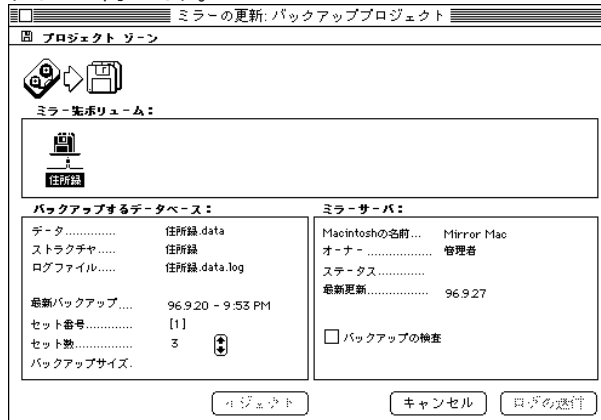 ミラーの更新: バックアッププロジェクト
プロジェクト ゾーン
ミラー先ボリューム:
住所録
バックアップするデータベース:
データ.............. 住所録.data
ストラクチャ..... 住所録
ログファイル..... 住所録.data.log
最新バックアップ.... 96.9.20 - 9:53 PM
セット番号............. [1]
セット数................ 3
バックアップサイズ.
ミラーサーバ:
Macintoshの名前... Mirror Mac
オーナー ................. 管理者
ステータス.............
最新更新................. 96.9.27
バックアップの検査
イジェクト
キャンセル
ログの送付